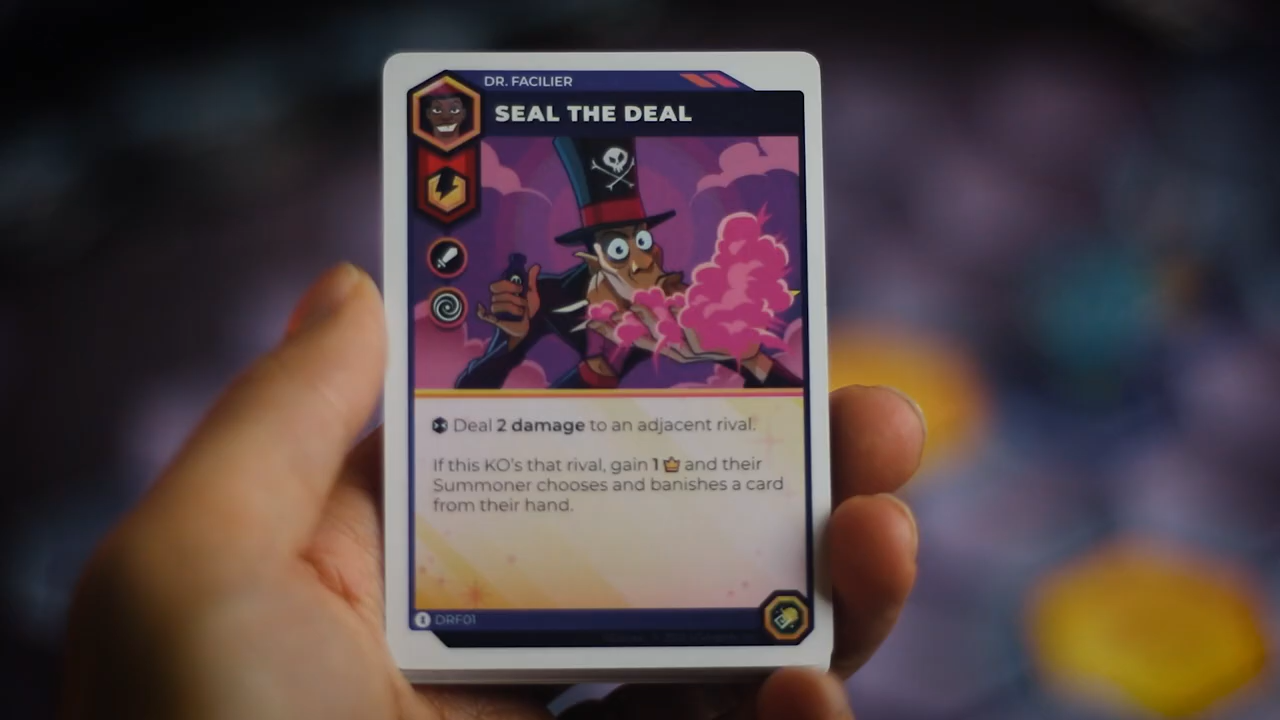 DR. FACILIER
SEAL THE DEAL
Deal 2 damage to an adjacent rival.
If this KO's that rival, gain 1 and their
Summoner chooses and banishes a card
from their hand.
1 DRF01